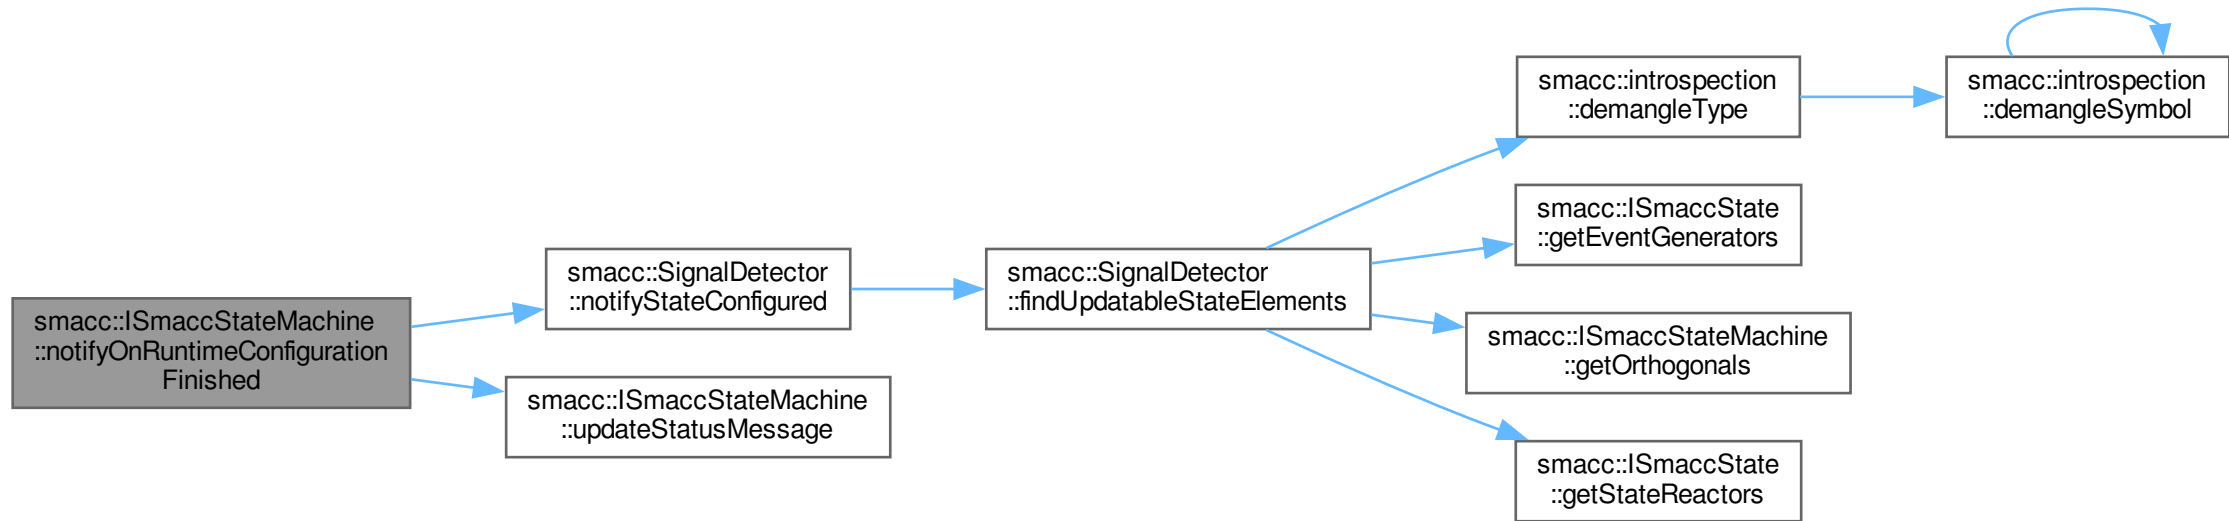 smacc::ISmaccStateMachine
::notifyOnRuntimeConfiguration
Finished
smacc::SignalDetector
::notifyStateConfigured
smacc::ISmaccStateMachine
::updateStatusMessage
smacc::SignalDetector
::findUpdatableStateElements
smacc::introspection
::demangleType
smacc::introspection
::demangleSymbol
smacc::ISmaccState
::getEventGenerators
smacc::ISmaccStateMachine
::getOrthogonals
smacc::ISmaccState
::getStateReactors